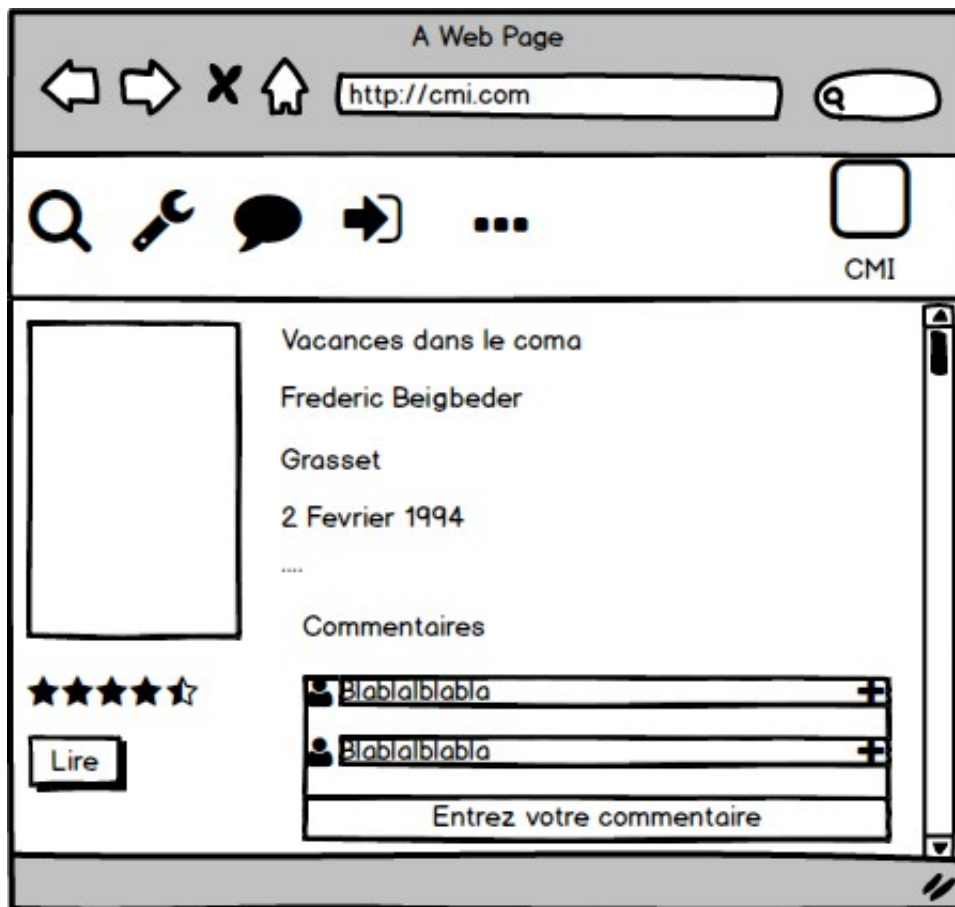 A Web Page
http://cmi.com
CMI
Vacances dans le coma
Frederic Beigbeder
Grasset
2 Fevrier 1994
....
Commentaires
Blablalblabla
Blablalblabla
Lire
Entrez votre commentaire